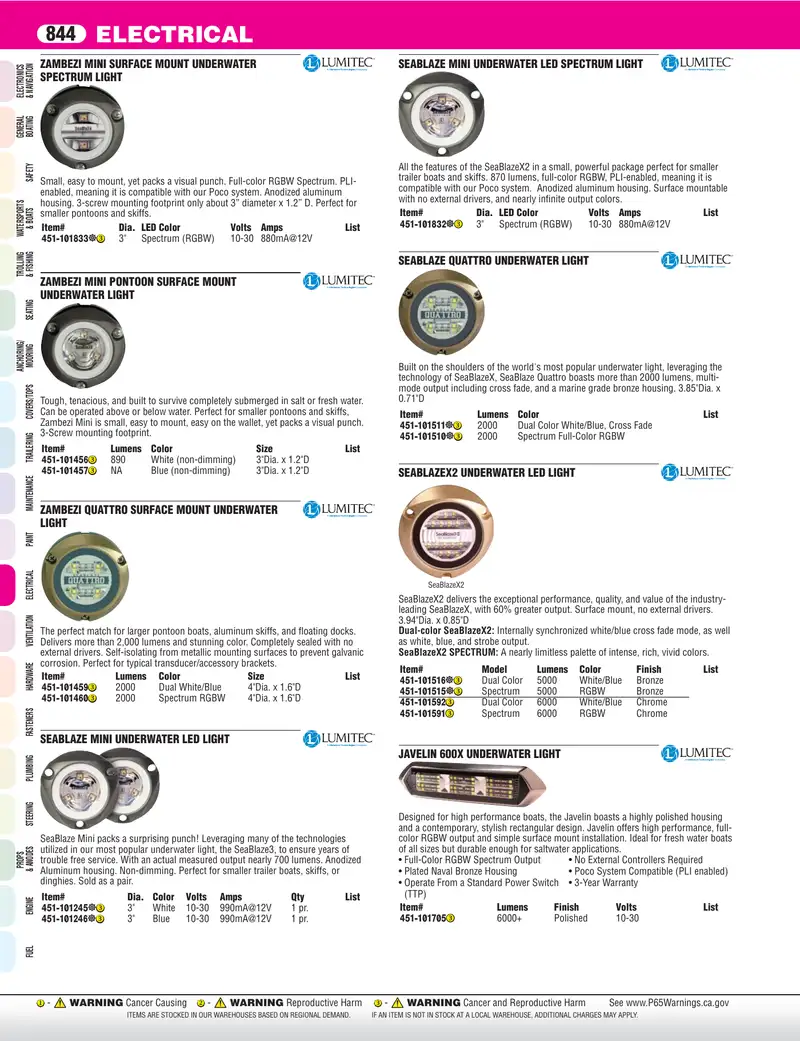 844 ELECTRICAL
ELECTRONICS
& NAVIGATION
GENERAL
BOATING
SAFETY
WATERSPORTS
& BOATS
TROLLING
& FISHING
SEATING
ANCHORING/
MOORING
COVERS/TOPS
TRAILERING
MAINTENANCE
PAINT
ELECTRICAL
VENTILATION
HARDWARE
FASTENERS
PLUMBING
STEERING
PROPS
& ANODES
ENGINE
FUEL
ZAMBEZI MINI SURFACE MOUNT UNDERWATER
SPECTRUM LIGHT
LUMITEC
SeaBlaze
Small, easy to mount, yet packs a visual punch. Full-color RGBW Spectrum. PLI-
enabled, meaning it is compatible with our Poco system. Anodized aluminum
housing. 3-screw mounting footprint only about 3" diameter x 1.2" D. Perfect for
smaller pontoons and skiffs.
Item# Dia. LED Color Volts Amps List
451-101833 3 3" Spectrum (RGBW) 10-30 880mA@12V
ZAMBEZI MINI PONTOON SURFACE MOUNT
UNDERWATER LIGHT
LUMITEC
Tough, tenacious, and built to survive completely submerged in salt or fresh water.
Can be operated above or below water. Perfect for smaller pontoons and skiffs,
Zambezi Mini is small, easy to mount, easy on the wallet, yet packs a visual punch.
3-Screw mounting footprint.
Item# Lumens Color Size List
451-101456 3 890 White (non-dimming) 3"Dia. x 1.2"D
451-101457 3 NA Blue (non-dimming) 3"Dia. x 1.2"D
ZAMBEZI QUATTRO SURFACE MOUNT UNDERWATER
LIGHT
LUMITEC
QUATTRO
The perfect match for larger pontoon boats, aluminum skiffs, and floating docks.
Delivers more than 2,000 lumens and stunning color. Completely sealed with no
external drivers. Self-isolating from metallic mounting surfaces to prevent galvanic
corrosion. Perfect for typical transducer/accessory brackets.
Item# Lumens Color Size List
451-101459 3 2000 Dual White/Blue 4"Dia. x 1.6"D
451-101460 3 2000 Spectrum RGBW 4"Dia. x 1.6"D
SEABLAZE MINI UNDERWATER LED LIGHT
LUMITEC
SeaBlaze Mini packs a surprising punch! Leveraging many of the technologies
utilized in our most popular underwater light, the SeaBlaze3, to ensure years of
trouble free service. With an actual measured output nearly 700 lumens. Anodized
Aluminum housing. Non-dimming. Perfect for smaller trailer boats, skiffs, or
dinghies. Sold as a pair.
Item# Dia. Color Volts Amps Qty List
451-101245 3 3" White 10-30 990mA@12V 1 pr.
451-101246 3 3" Blue 10-30 990mA@12V 1 pr.
SEABLAZE MINI UNDERWATER LED SPECTRUM LIGHT
LUMITEC
All the features of the SeaBlazeX2 in a small, powerful package perfect for smaller
trailer boats and skiffs. 870 lumens, full-color RGBW, PLI-enabled, meaning it is
compatible with our Poco system. Anodized aluminum housing. Surface mountable
with no external drivers, and nearly infinite output colors.
Item# Dia. LED Color Volts Amps List
451-101832 3 3" Spectrum (RGBW) 10-30 880mA@12V
SEABLAZE QUATTRO UNDERWATER LIGHT
LUMITEC
QUATTRO
Built on the shoulders of the world's most popular underwater light, leveraging the
technology of SeaBlazeX, SeaBlaze Quattro boasts more than 2000 lumens, multi-
mode output including cross fade, and a marine grade bronze housing. 3.85"Dia. x
0.71"D
Item# Lumens Color List
451-101511 3 2000 Dual Color White/Blue, Cross Fade
451-101510 3 2000 Spectrum Full-Color RGBW
SEABLAZEX2 UNDERWATER LED LIGHT
LUMITEC
SeaBlazeX2
SeaBlazeX2
SeaBlazeX2 delivers the exceptional performance, quality, and value of the industry-
leading SeaBlazeX, with 60% greater output. Surface mount, no external drivers.
3.94"Dia. x 0.85"D
Dual-color SeaBlazeX2: Internally synchronized white/blue cross fade mode, as well
as white, blue, and strobe output.
SeaBlazeX2 SPECTRUM: A nearly limitless palette of intense, rich, vivid colors.
Item# Model Lumens Color Finish List
451-101516 3 Dual Color 5000 White/Blue Bronze
451-101515 3 Spectrum 5000 RGBW Bronze
451-101592 3 Dual Color 6000 White/Blue Chrome
451-101591 3 Spectrum 6000 RGBW Chrome
JAVELIN 600X UNDERWATER LIGHT
LUMITEC
Designed for high performance boats, the Javelin boasts a highly polished housing
and a contemporary, stylish rectangular design. Javelin offers high performance, full-
color RGBW output and simple surface mount installation. Ideal for fresh water boats
of all sizes but durable enough for saltwater applications.
• Full-Color RGBW Spectrum Output • No External Controllers Required
• Plated Naval Bronze Housing • Poco System Compatible (PLI enabled)
• Operate From a Standard Power Switch • 3-Year Warranty
(TTP)
Item# Lumens Finish Volts List
451-101705 3 6000+ Polished 10-30
1 - WARNING Cancer Causing 2 - WARNING Reproductive Harm 3 - WARNING Cancer and Reproductive Harm See www.P65Warnings.ca.gov
ITEMS ARE STOCKED IN OUR WAREHOUSES BASED ON REGIONAL DEMAND. IF AN ITEM IS NOT IN STOCK AT A LOCAL WAREHOUSE, ADDITIONAL CHARGES MAY APPLY.